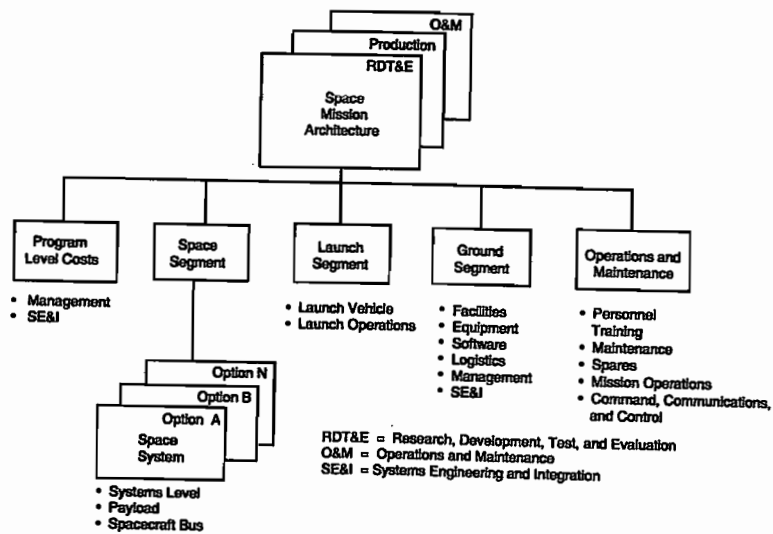 O&M
Production
RDT&E
Space
Mission
Architecture
Program
Level Costs
• Management
• SE&I
Space
Segment
Launch
Segment
• Launch Vehicle
• Launch Operations
Ground
Segment
• Facilities
• Equipment
• Software
• Logistics
• Management
• SE&I
Operations and
Maintenance
• Personnel
Training
• Maintenance
• Spares
• Mission Operations
• Command, Communications,
and Control
Option N
Option B
Option A
Space
System
• Systems Level
• Payload
• Spacecraft Bus
RDT&E = Research, Development, Test, and Evaluation
O&M = Operations and Maintenance
SE&I = Systems Engineering and Integration